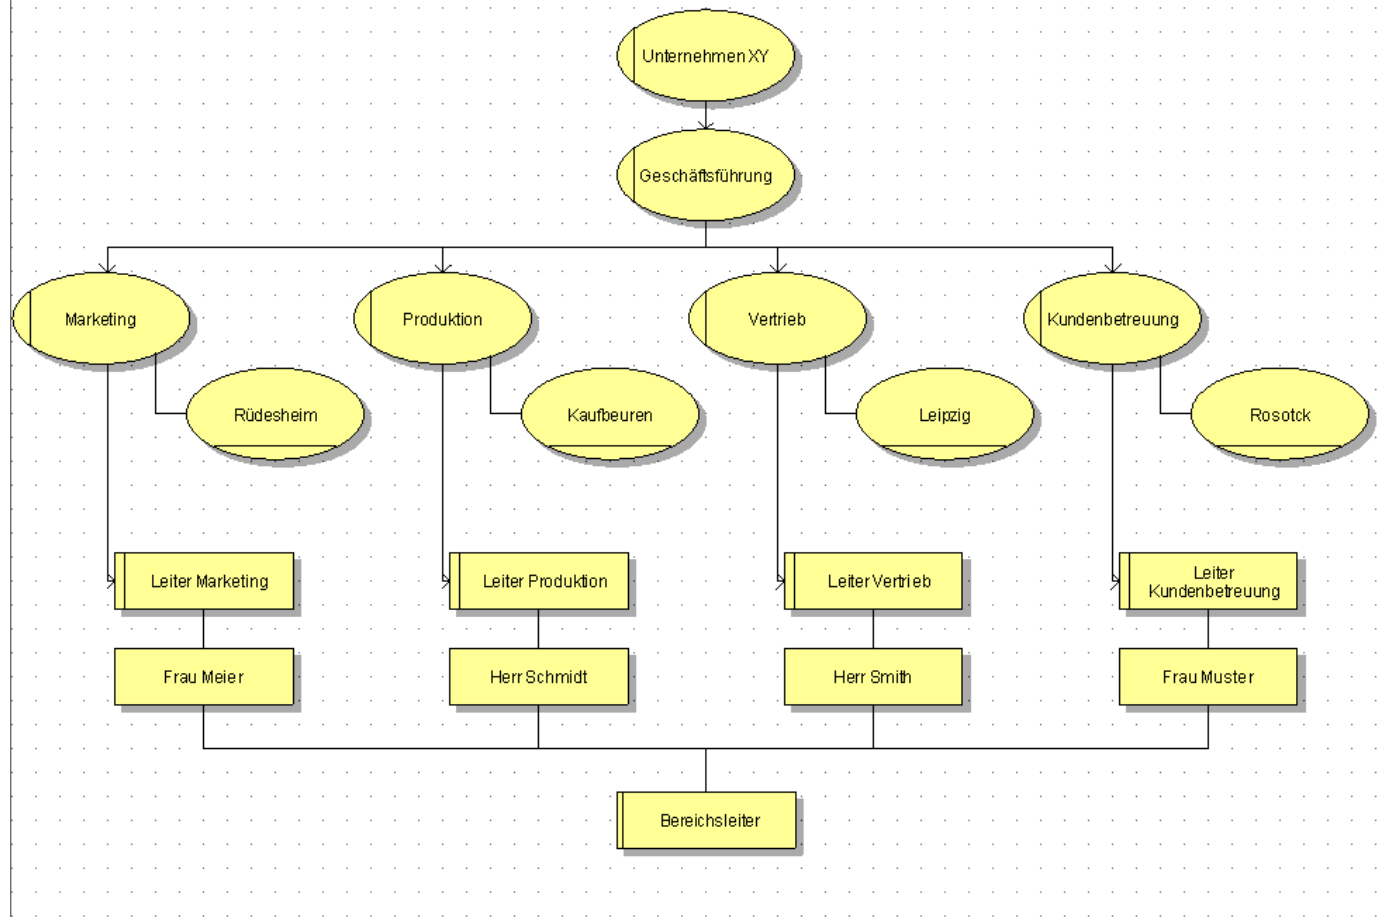 Unternehmen XY
Geschäftsführung
Marketing
Produktion
Vertrieb
Kundenbetreuung
Rüdesheim
Kaufbeuren
Leipzig
Rosotck
Leiter Marketing
Leiter Produktion
Leiter Vertrieb
Leiter
Kundenbetreuung
Frau Meier
Herr Schmidt
Herr Smith
Frau Muster
Bereichsleiter